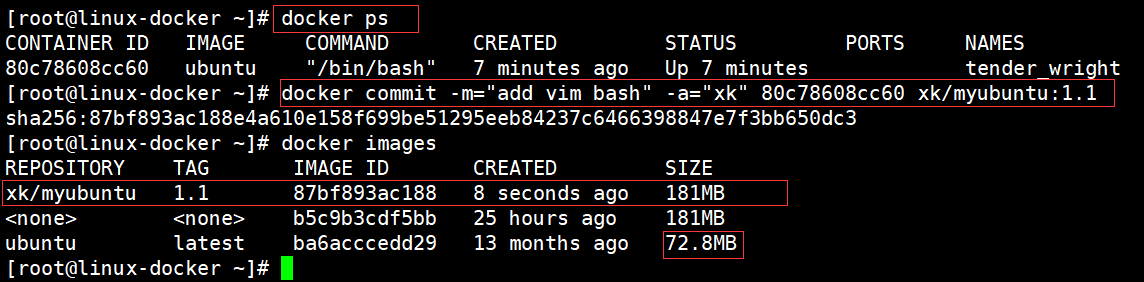 [root@linux-docker ~]# docker ps
CONTAINER ID   IMAGE     COMMAND       CREATED         STATUS         PORTS     NAMES
80c78608cc60   ubuntu    "/bin/bash"   7 minutes ago   Up 7 minutes             tender_wright
[root@linux-docker ~]# docker commit -m="add vim bash" -a="xk" 80c78608cc60 xk/myubuntu:1.1
sha256:87bf893ac188e4a610e158f699be51295eeb84237c6466398847e7f3bb650dc3
[root@linux-docker ~]# docker images
REPOSITORY    TAG       IMAGE ID       CREATED         SIZE
xk/myubuntu   1.1       87bf893ac188   8 seconds ago   181MB
<none>        <none>    b5c9b3cdf5bb   25 hours ago    181MB
ubuntu        latest    ba6acccedd29   13 months ago   72.8MB
[root@linux-docker ~]#